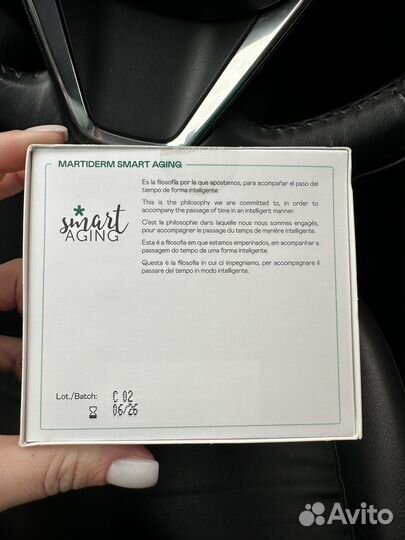 MARTIDERM SMART AGING
smart
AGING
Es la filosofía por la que apostamos, para acompañar el paso del
tiempo de forma inteligente.
This is the philosophy we are committed to, in order to
accompany the passage of time in an intelligent manner.
C'est la philosophie dans laquelle nous nous sommes engagés,
pour accompagner le passage du temps de manière intelligente.
Esta é a filosofia em que estamos empenhados, em acompanhar a
passagem do tempo de uma forma inteligente.
Questa è la filosofia in cui ci impegniamo, per accompagnare il
passare del tempo in modo intelligente.
Lot./Batch: C 02
06/26
Avito